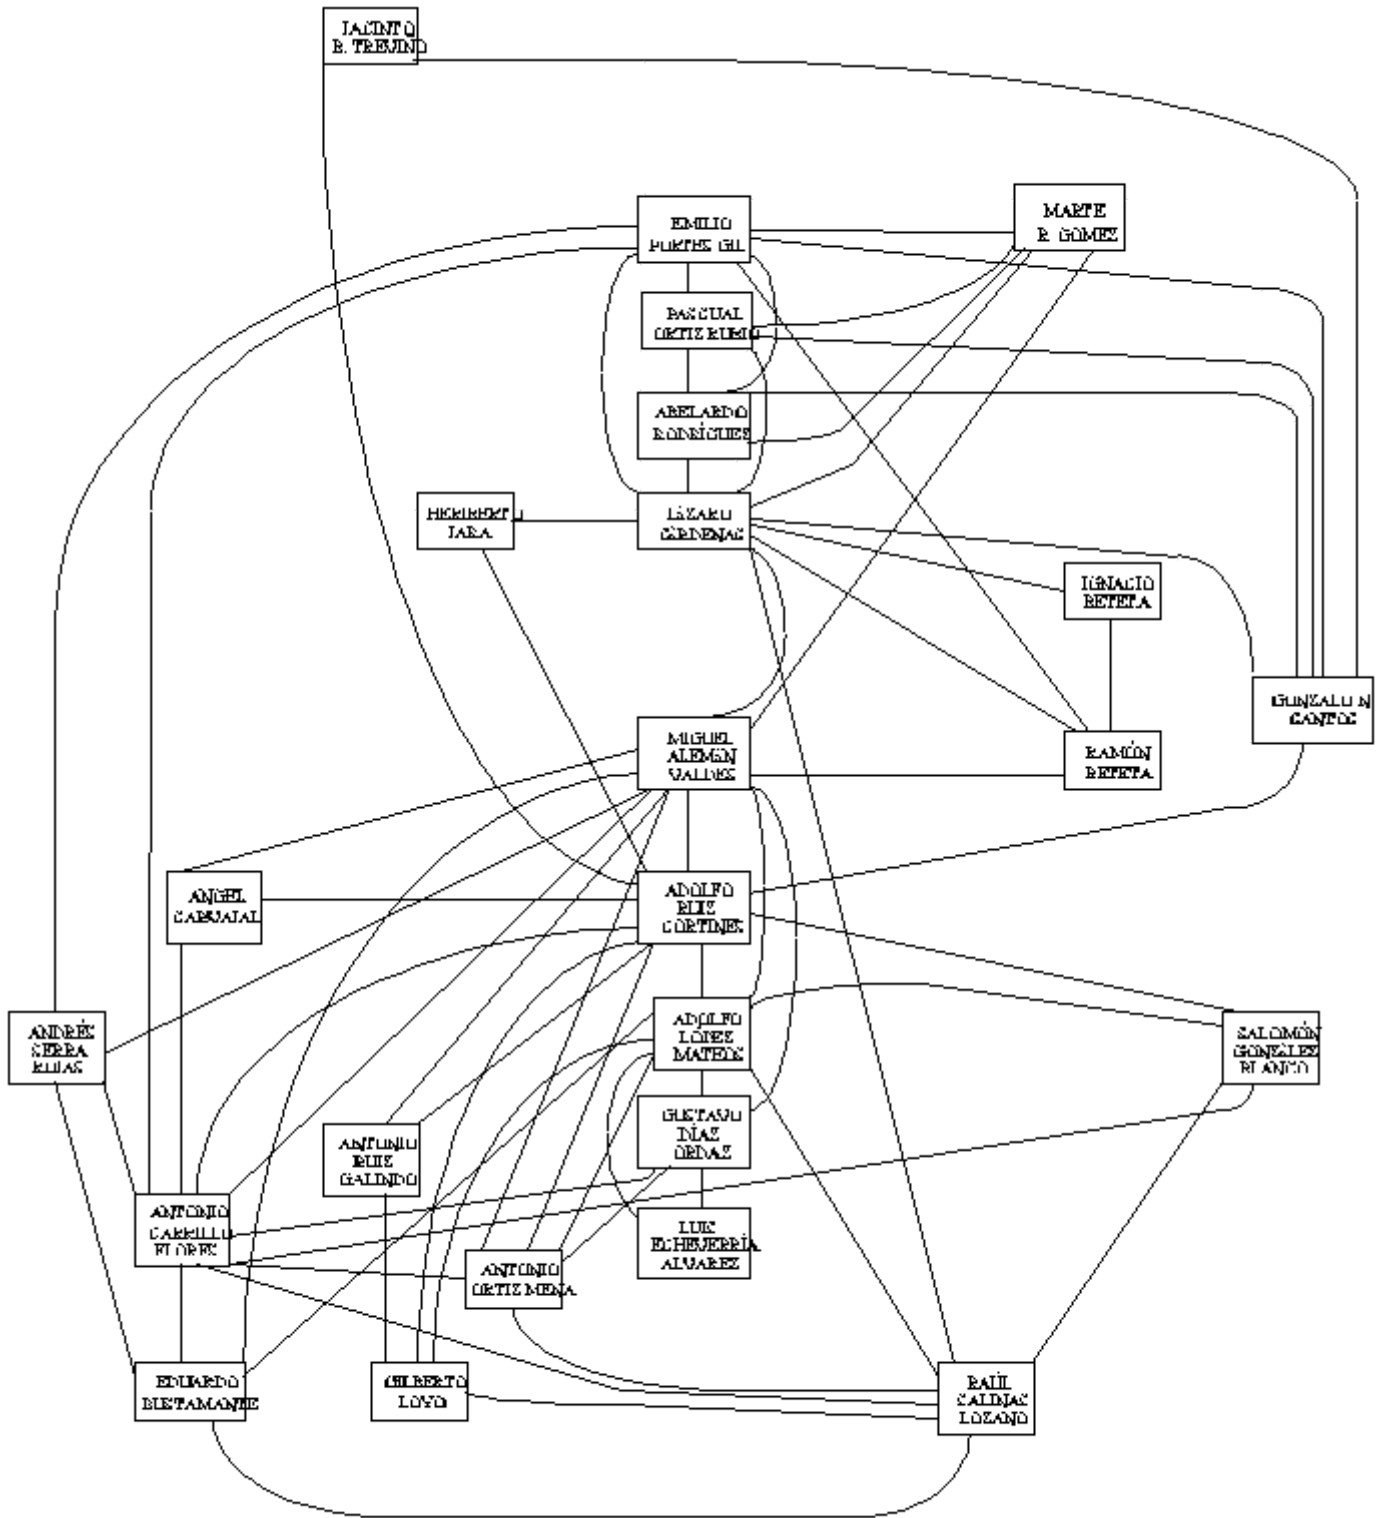 JACINTO
B. TREVINO
EMILIO
PORTES GIL
MARTE
R. GOMEZ
PASCUAL
ORTIZ RUBIO
ABELARDO
RODRÍGUEZ
HERIBERTO
JARA
LÁZARO
CÁRDENAS
IGNACIO
BETETA
GONZALO N
SANTOS
MIGUEL
ALEMÁN
VALDES
RAMÓN
BETETA
ANGEL
CARVAJAL
ADOLFO
RUIZ
CORTINES
ANDRÉS
SERRA
ROJAS
ADOLFO
LÓPEZ
MATEOS
SALOMÓN
GONZÁLEZ
BLANCO
ANTONIO
RUIZ
GALINDO
GUSTAVO
DÍAZ
ORDAZ
ANTONIO
CARRILLO
FLORES
LUIS
ECHEVERRÍA
ALVAREZ
ANTONIO
ORTIZ MENA
EDUARDO
BUSTAMANTE
GILBERTO
LOYO
RAÚL
SALINAS
LOZANO